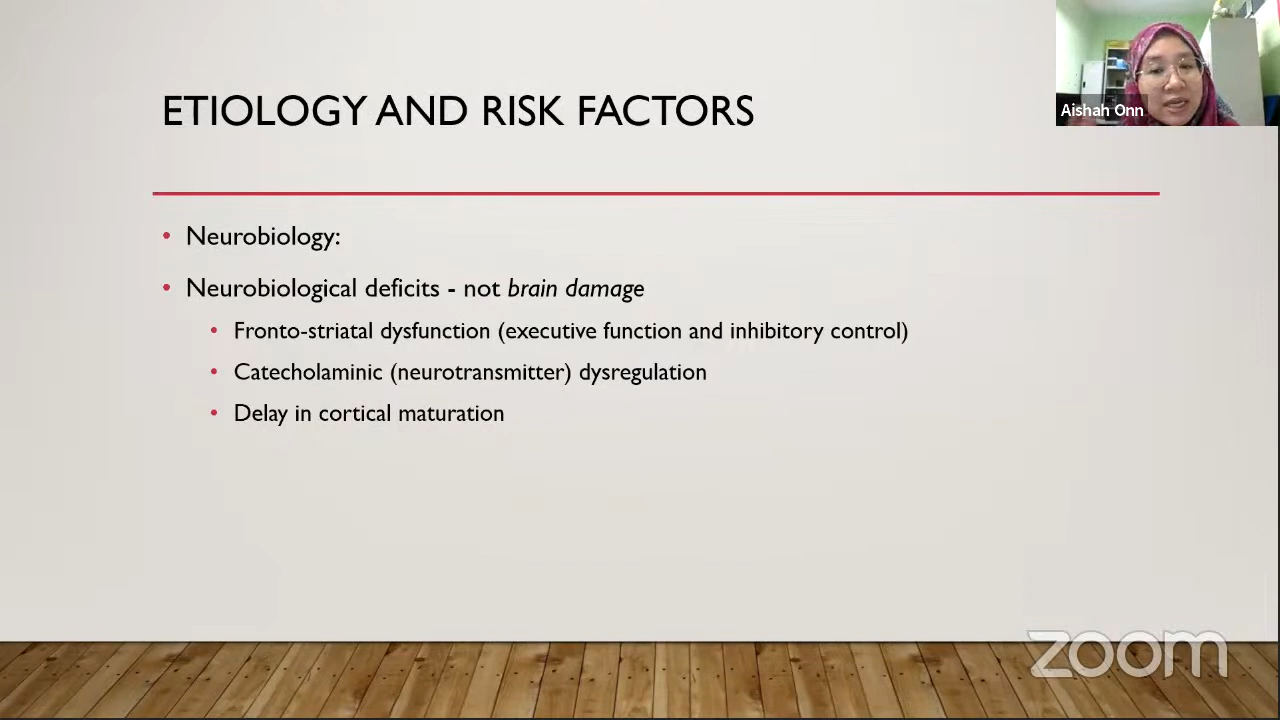 ETIOLOGY AND RISK FACTORS
Aishah Onn
• Neurobiology:
• Neurobiological deficits - not brain damage
• Fronto-striatal dysfunction (executive function and inhibitory control)
• Catecholaminic (neurotransmitter) dysregulation
• Delay in cortical maturation
zoom